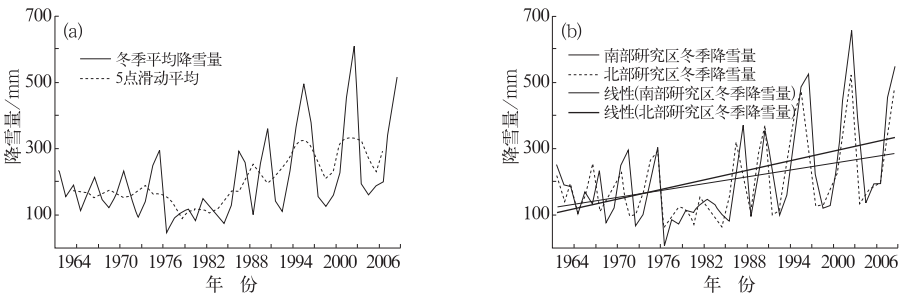 700
(a)
冬季平均降雪量
5点滑动平均
500
300
100
降雪量/mm
1964 1970 1976 1982 1988 1994 2000 2006
年 份
700
(b)
南部研究区冬季降雪量
北部研究区冬季降雪量
线性(南部研究区冬季降雪量)
线性(北部研究区冬季降雪量)
500
300
100
降雪量/mm
1964 1970 1976 1982 1988 1994 2000 2006
年 份